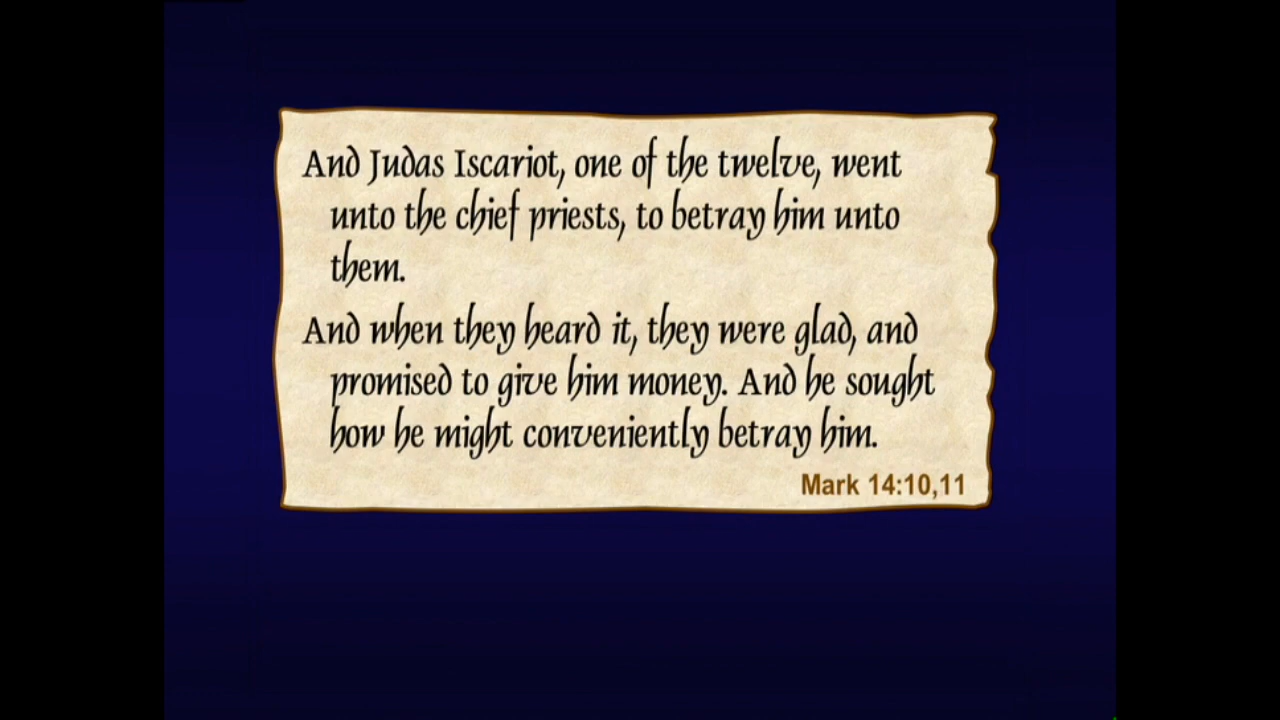 And Judas Iscariot, one of the twelve, went
unto the chief priests, to betray him unto
them.
And when they heard it, they were glad, and
promised to give him money. And he sought
how he might conveniently betray him.
Mark 14:10,11